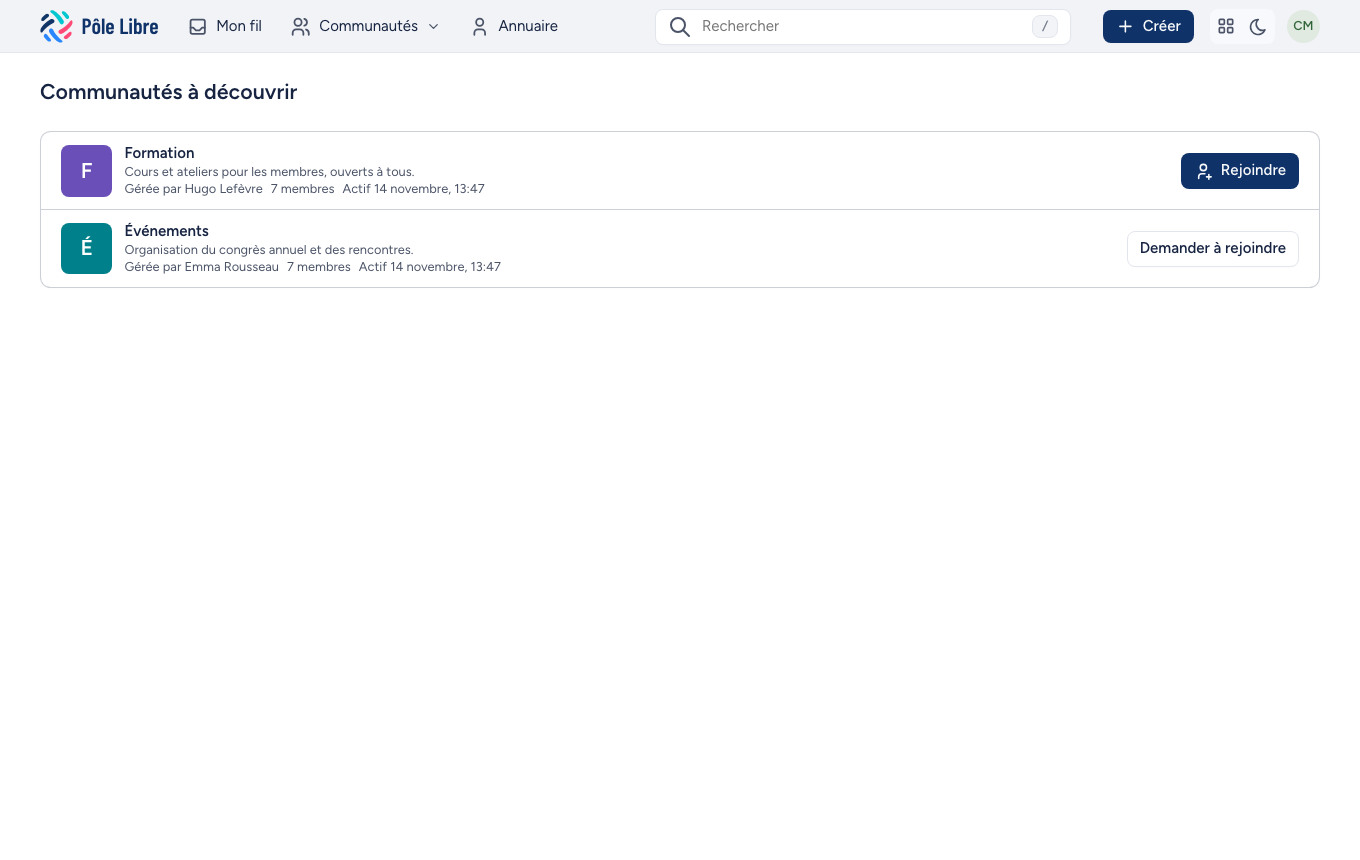 Pôle Libre Mon fil Communautés Annuaire Rechercher / Créer CM
Communautés à découvrir
F
Formation
Cours et ateliers pour les membres, ouverts à tous.
Gérée par Hugo Lefèvre 7 membres Actif 14 novembre, 13:47
Rejoindre
É
Événements
Organisation du congrès annuel et des rencontres.
Gérée par Emma Rousseau 7 membres Actif 14 novembre, 13:47
Demander à rejoindre